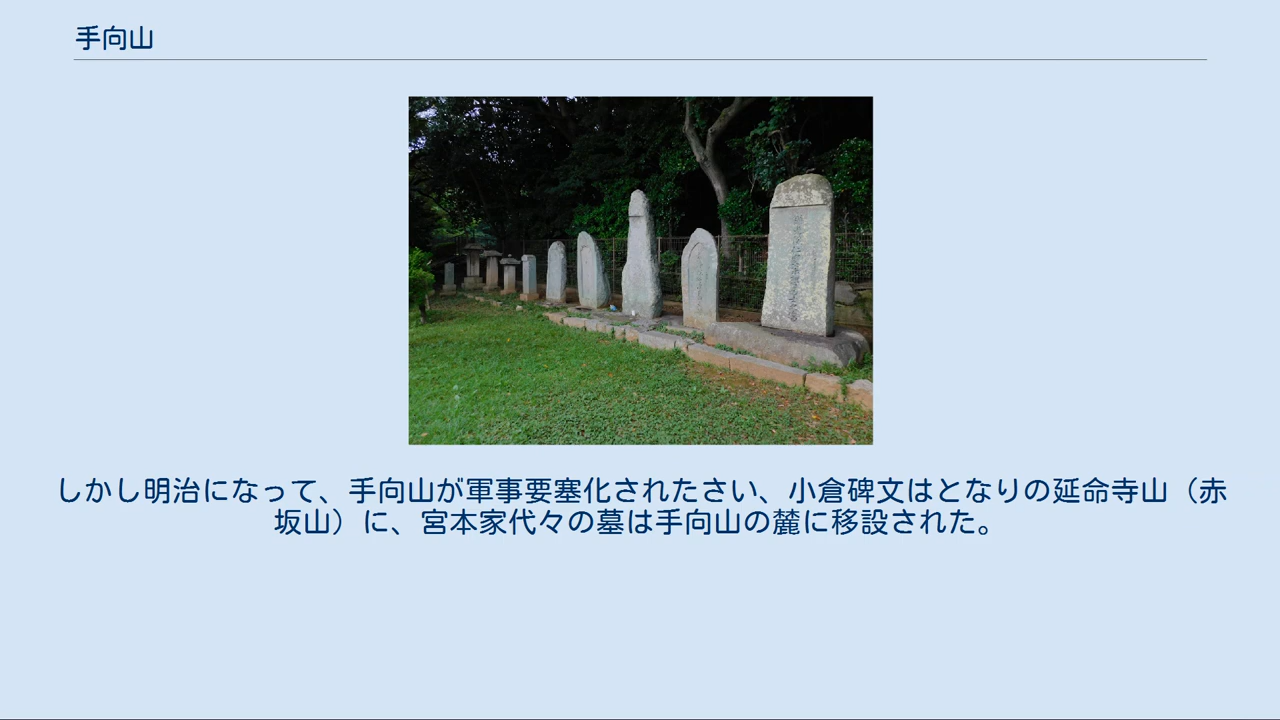 手向山
しかし明治になって、手向山が軍事要塞化されたさい、小倉碑文はとなりの延命寺山（赤
坂山）に、宮本家代々の墓は手向山の麓に移設された。